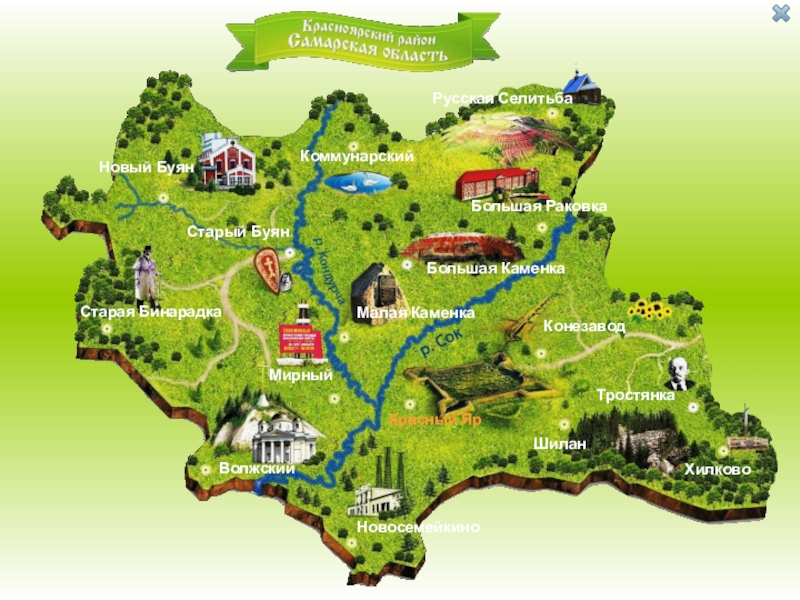 Красноярский район
Самарская область
Русская Селитьба
Коммунарский
Новый Буян
Большая Раковка
Старый Буян
р. Кондурча
Большая Каменка
Старая Бинарадка
Малая Каменка
Конезавод
р. Сок
Мирный
Тростянка
Красный Яр
Шилан
Волжский
Хилково
Новосемейкино